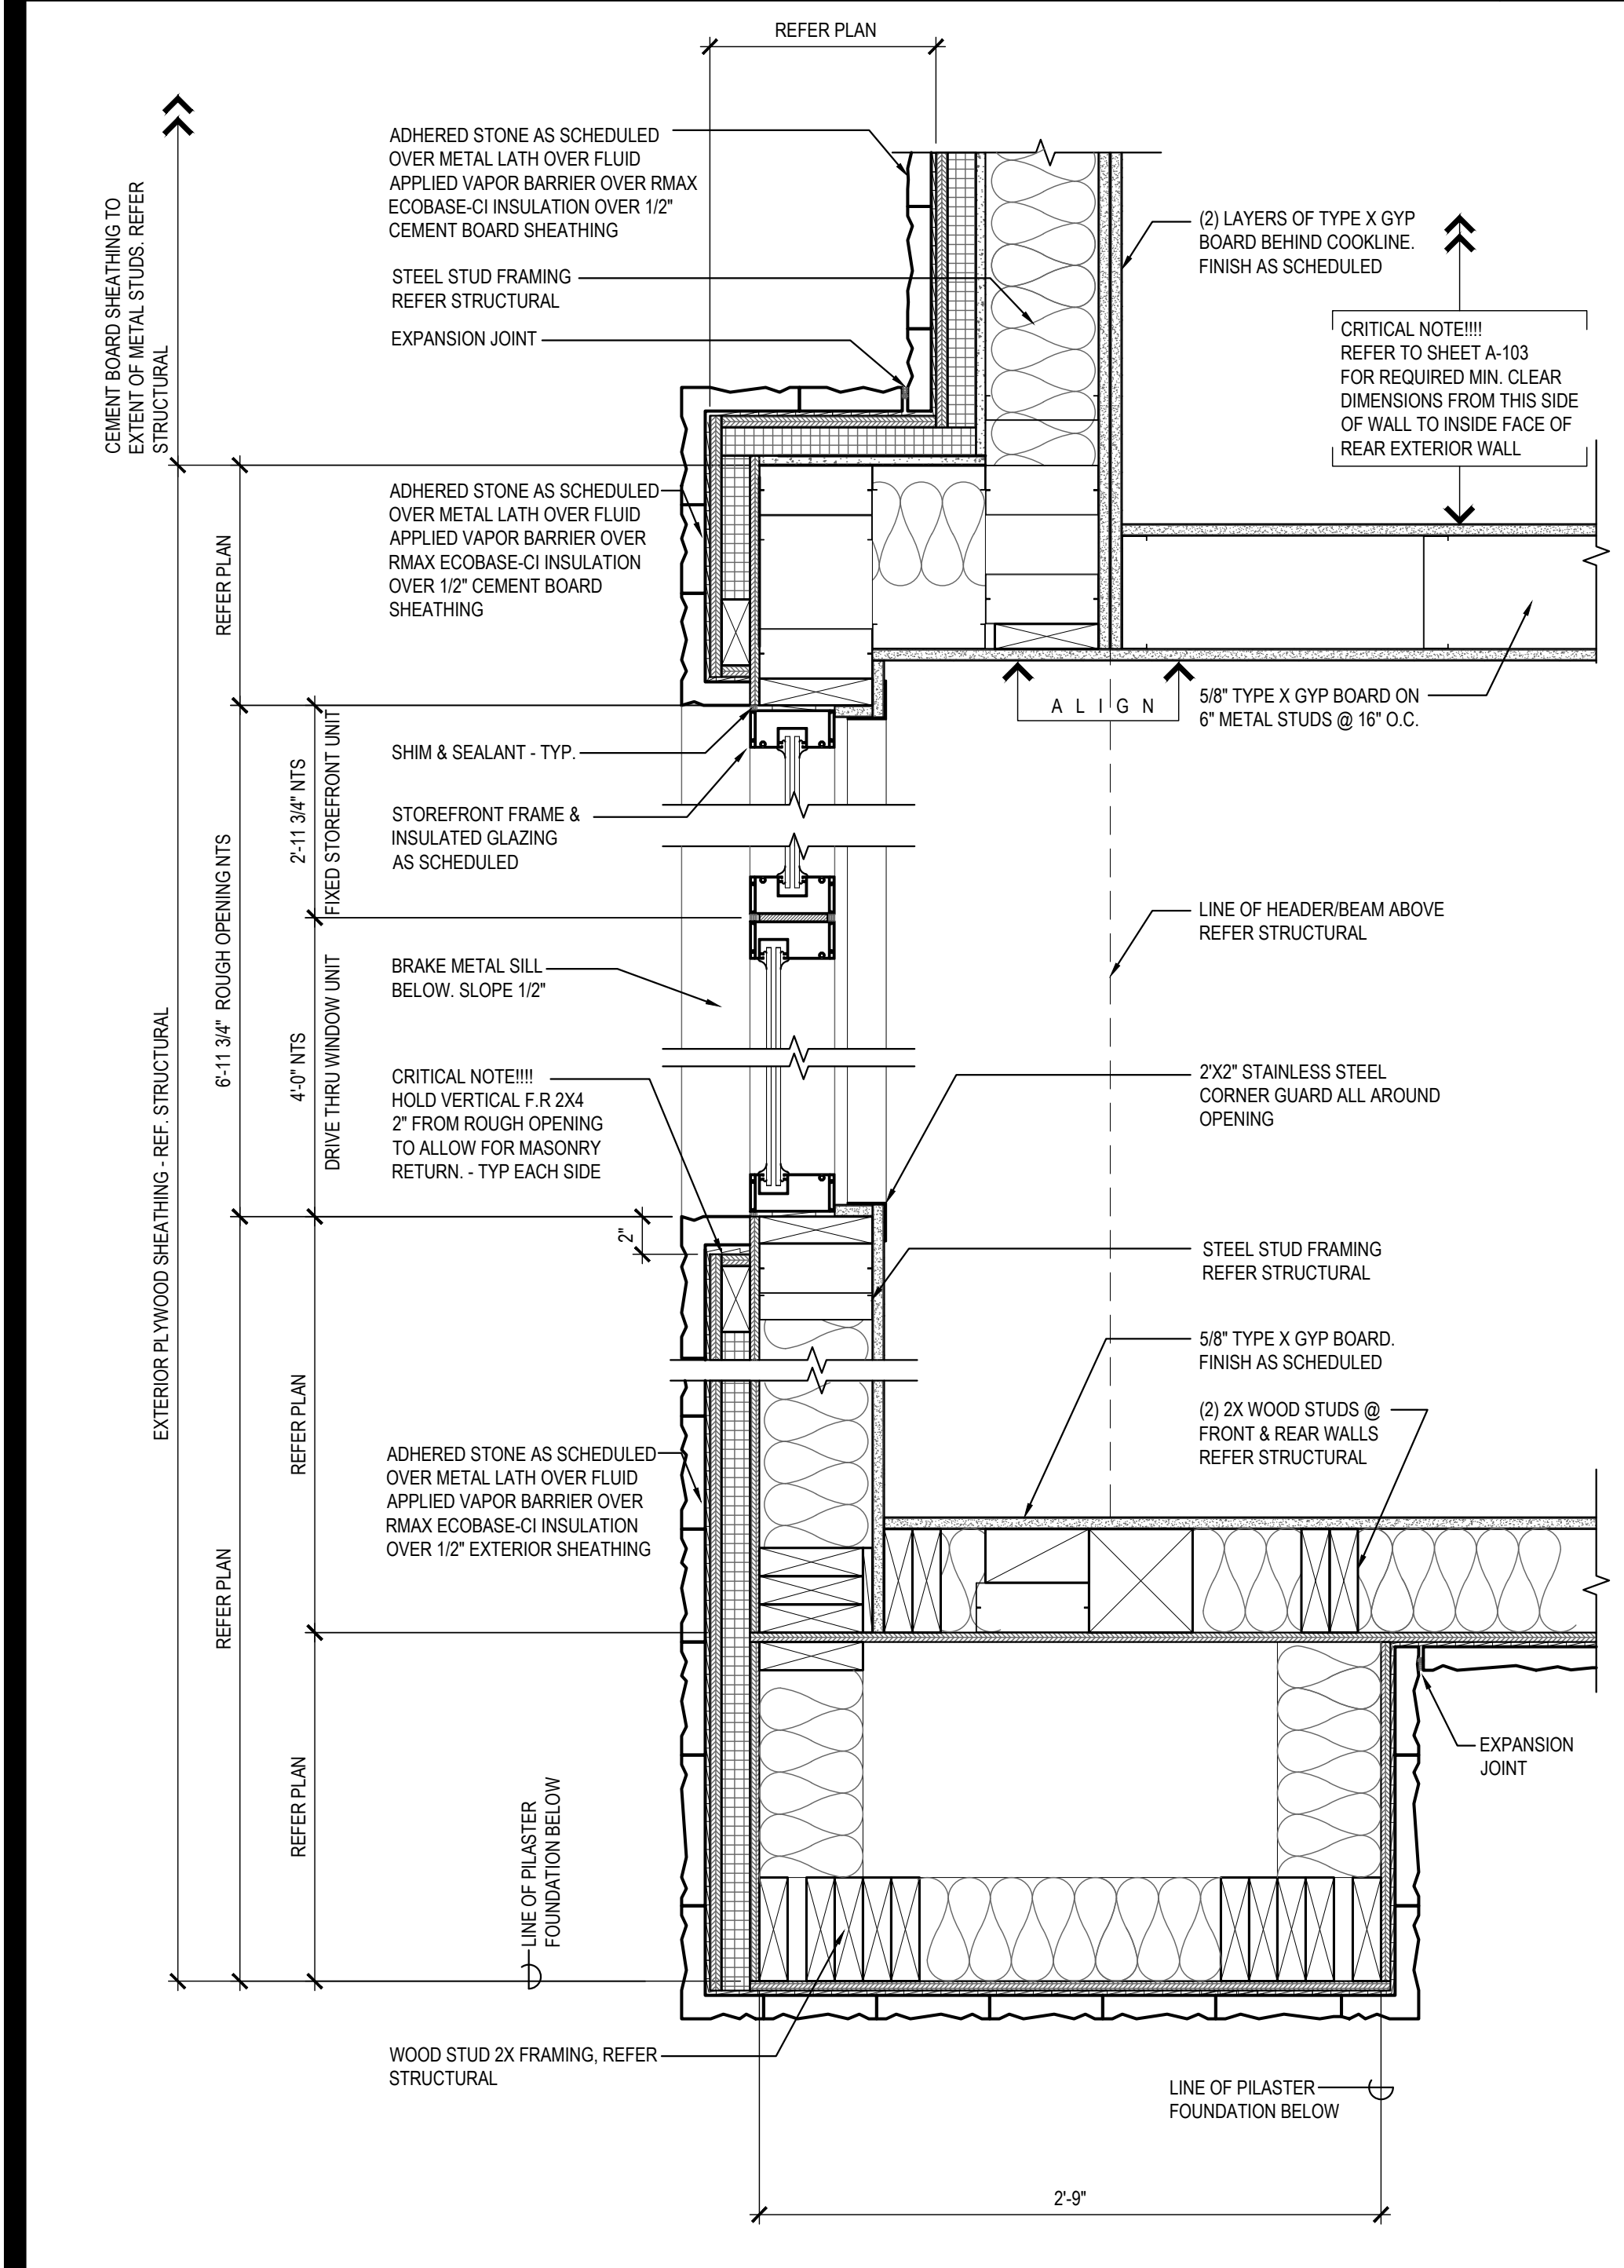 REFER PLAN
ADHERED STONE AS SCHEDULED
OVER METAL LATH OVER FLUID
APPLIED VAPOR BARRIER OVER RMAX
ECOBASE-CI INSULATION OVER 1/2"
CEMENT BOARD SHEATHING
STEEL STUD FRAMING
REFER STRUCTURAL
EXPANSION JOINT
CEMENT BOARD SHEATHING TO
EXTENT OF METAL STUDS. REFER
STRUCTURAL
(2) LAYERS OF TYPE X GYP
BOARD BEHIND COOKLINE.
FINISH AS SCHEDULED
CRITICAL NOTE!!!!
REFER TO SHEET A-103
FOR REQUIRED MIN. CLEAR
DIMENSIONS FROM THIS SIDE
OF WALL TO INSIDE FACE OF
REAR EXTERIOR WALL
ADHERED STONE AS SCHEDULED
OVER METAL LATH OVER FLUID
APPLIED VAPOR BARRIER OVER
RMAX ECOBASE-CI INSULATION
OVER 1/2" CEMENT BOARD
SHEATHING
REFER PLAN
ALIGN
5/8" TYPE X GYP BOARD ON
6" METAL STUDS @ 16" O.C.
SHIM & SEALANT - TYP.
STOREFRONT FRAME &
INSULATED GLAZING
AS SCHEDULED
2'-11 3/4" NTS
FIXED STOREFRONT UNIT
6'-11 3/4" ROUGH OPENING NTS
LINE OF HEADER/BEAM ABOVE
REFER STRUCTURAL
BRAKE METAL SILL
BELOW. SLOPE 1/2"
4'-0" NTS
DRIVE THRU WINDOW UNIT
EXTERIOR PLYWOOD SHEATHING - REF. STRUCTURAL
CRITICAL NOTE!!!!
HOLD VERTICAL F.R 2X4
2" FROM ROUGH OPENING
TO ALLOW FOR MASONRY
RETURN. - TYP EACH SIDE
2'X2" STAINLESS STEEL
CORNER GUARD ALL AROUND
OPENING
2"
STEEL STUD FRAMING
REFER STRUCTURAL
5/8" TYPE X GYP BOARD.
FINISH AS SCHEDULED
(2) 2X WOOD STUDS @
FRONT & REAR WALLS
REFER STRUCTURAL
REFER PLAN
ADHERED STONE AS SCHEDULED
OVER METAL LATH OVER FLUID
APPLIED VAPOR BARRIER OVER
RMAX ECOBASE-CI INSULATION
OVER 1/2" EXTERIOR SHEATHING
REFER PLAN
REFER PLAN
EXPANSION
JOINT
LINE OF PILASTER
FOUNDATION BELOW
WOOD STUD 2X FRAMING, REFER
STRUCTURAL
LINE OF PILASTER
FOUNDATION BELOW
2'-9"